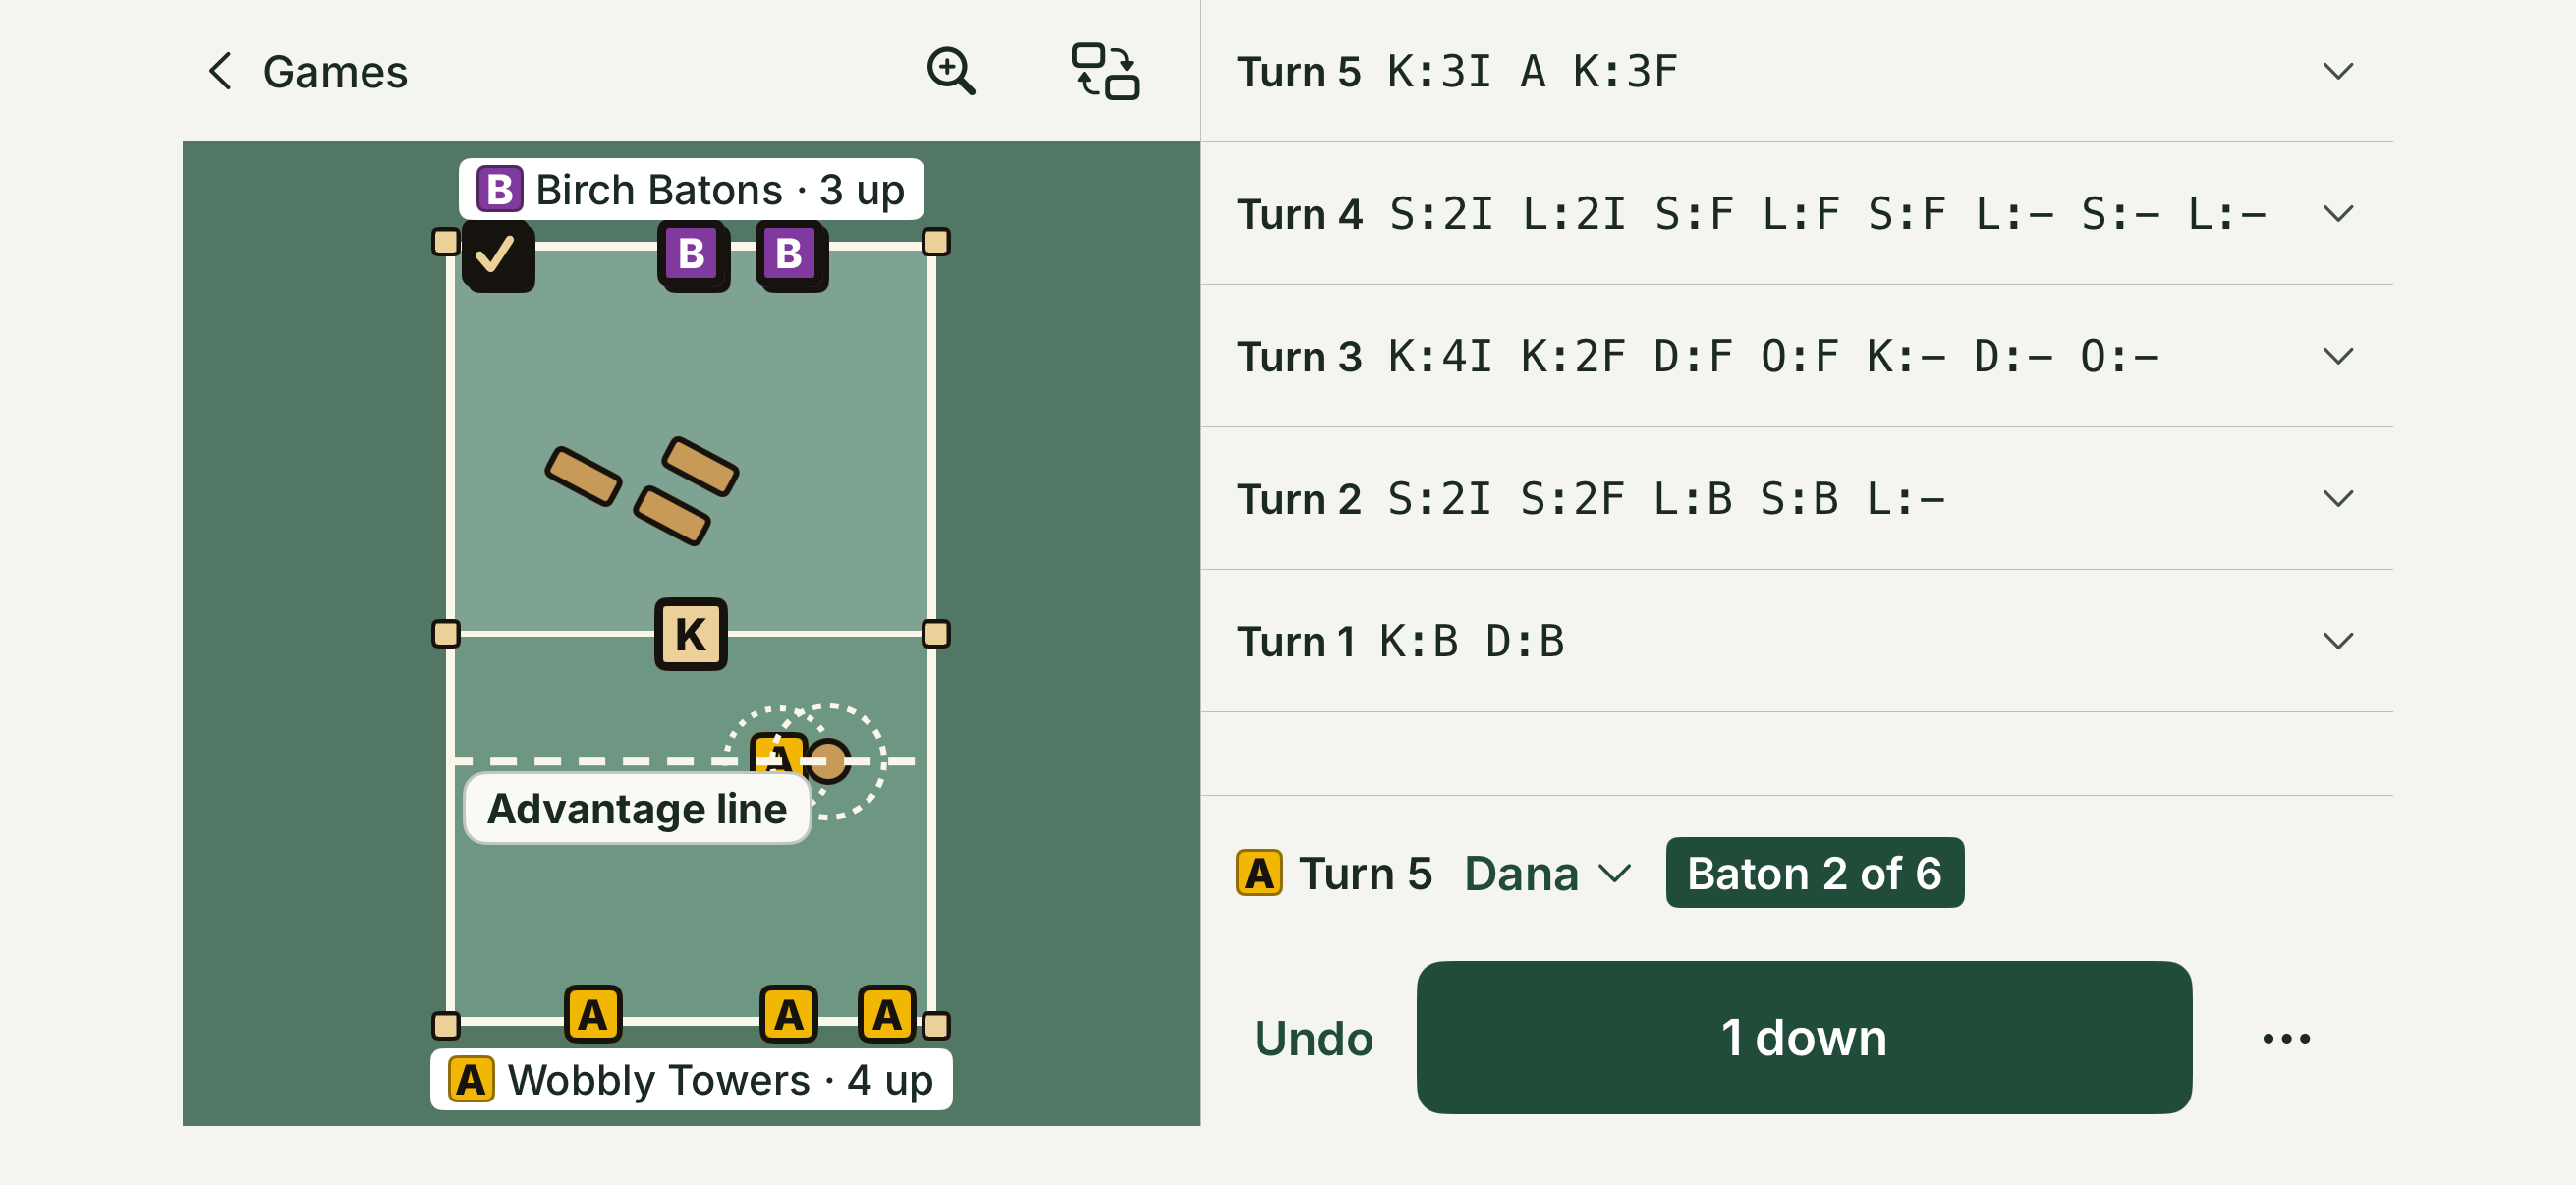 Games
B Birch Batons · 3 up
B B
K
A
Advantage line
A A A
A Wobbly Towers · 4 up
Turn 5 K:3I A K:3F
Turn 4 S:2I L:2I S:F L:F S:F L:– S:– L:–
Turn 3 K:4I K:2F D:F O:F K:– D:– O:–
Turn 2 S:2I S:2F L:B S:B L:–
Turn 1 K:B D:B
A Turn 5 Dana Baton 2 of 6
Undo 1 down